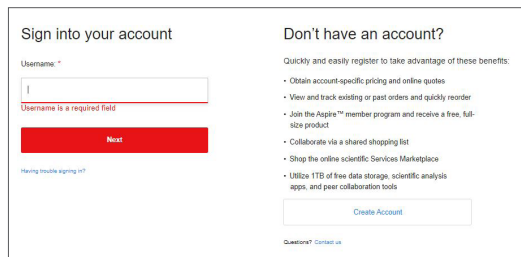 Sign into your account
Username: *
Username is a required field
Next
Having trouble signing in?
Don’t have an account?
Quickly and easily register to take advantage of these benefits:
• Obtain account-specific pricing and online quotes
• View and track existing or past orders and quickly reorder
• Join the Aspire™ member program and receive a free, full-
size product
• Collaborate via a shared shopping list
• Shop the online scientific Services Marketplace
• Utilize 1TB of free data storage, scientific analysis
apps, and peer collaboration tools
Create Account
Questions? Contact us